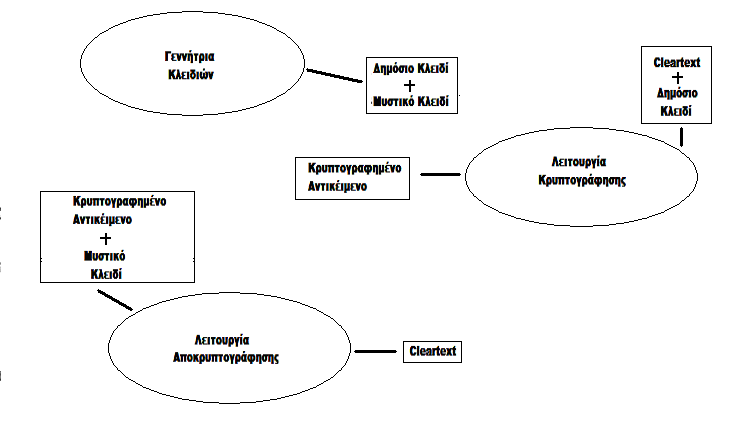 Γεννήτρια
Κλειδιών
Δημόσιο Κλειδί
+
Μυστικό Κλειδί
Cleartext
+
Δημόσιο
Κλειδί
Λειτουργία
Κρυπτογράφησης
Κρυπτογραφημένο
Αντικείμενο
Κρυπτογραφημένο
Αντικείμενο
+
Μυστικό
Κλειδί
Λειτουργία
Αποκρυπτογράφησης
Cleartext